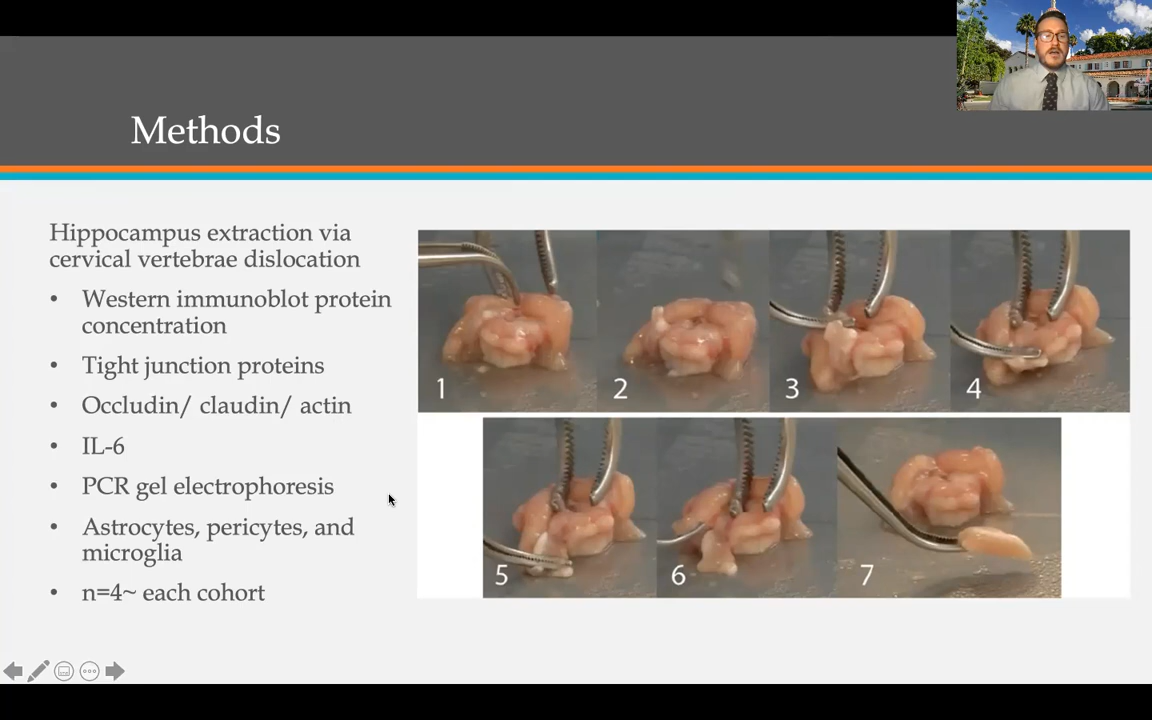 Methods
Hippocampus extraction via
cervical vertebrae dislocation
• Western immunoblot protein
concentration
• Tight junction proteins
• Occludin/ claudin/ actin
• IL-6
• PCR gel electrophoresis
• Astrocytes, pericytes, and
microglia
• n=4~ each cohort
1 2 3 4
5 6 7